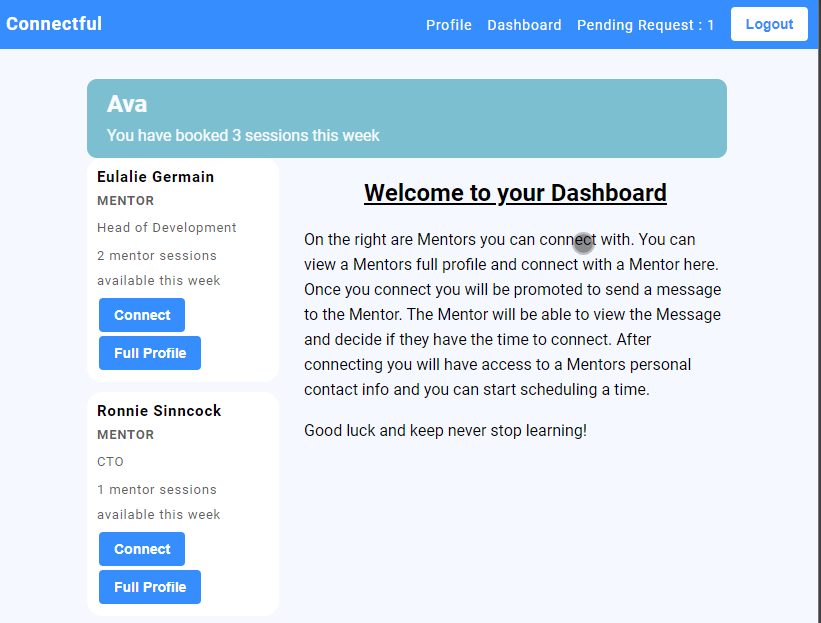 Connectful
Profile Dashboard Pending Request : 1 Logout
Ava
You have booked 3 sessions this week
Eulalie Germain
MENTOR
Head of Development
2 mentor sessions
available this week
Connect
Full Profile
Ronnie Sinncock
MENTOR
CTO
1 mentor sessions
available this week
Connect
Full Profile
Welcome to your Dashboard
On the right are Mentors you can connect with. You can
view a Mentors full profile and connect with a Mentor here.
Once you connect you will be promoted to send a message
to the Mentor. The Mentor will be able to view the Message
and decide if they have the time to connect. After
connecting you will have access to a Mentors personal
contact info and you can start scheduling a time.
Good luck and keep never stop learning!